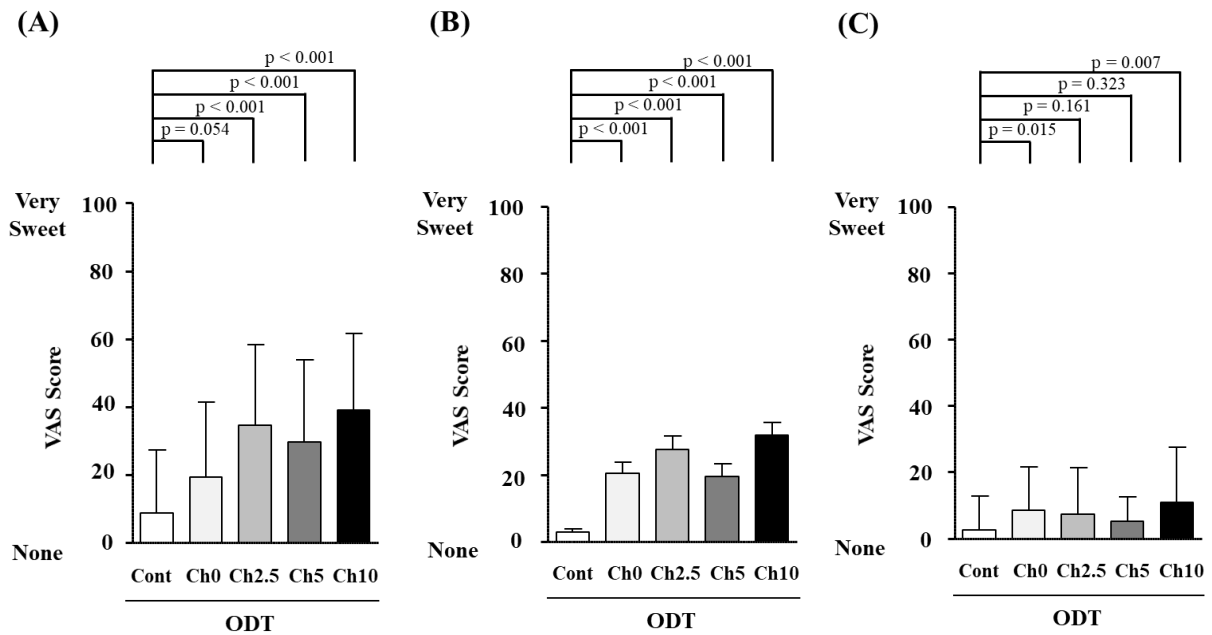 (A)
p < 0.001
p < 0.001
p < 0.001
p = 0.054
Very
Sweet
100
80
60
40
20
0
VAS Score
None
Cont Ch0 Ch2.5 Ch5 Ch10
ODT
(B)
p < 0.001
p < 0.001
p < 0.001
p < 0.001
Very
Sweet
100
80
60
40
20
0
VAS Score
None
Cont Ch0 Ch2.5 Ch5 Ch10
ODT
(C)
p = 0.007
p = 0.323
p = 0.161
p = 0.015
Very
Sweet
100
80
60
40
20
0
VAS Score
None
Cont Ch0 Ch2.5 Ch5 Ch10
ODT